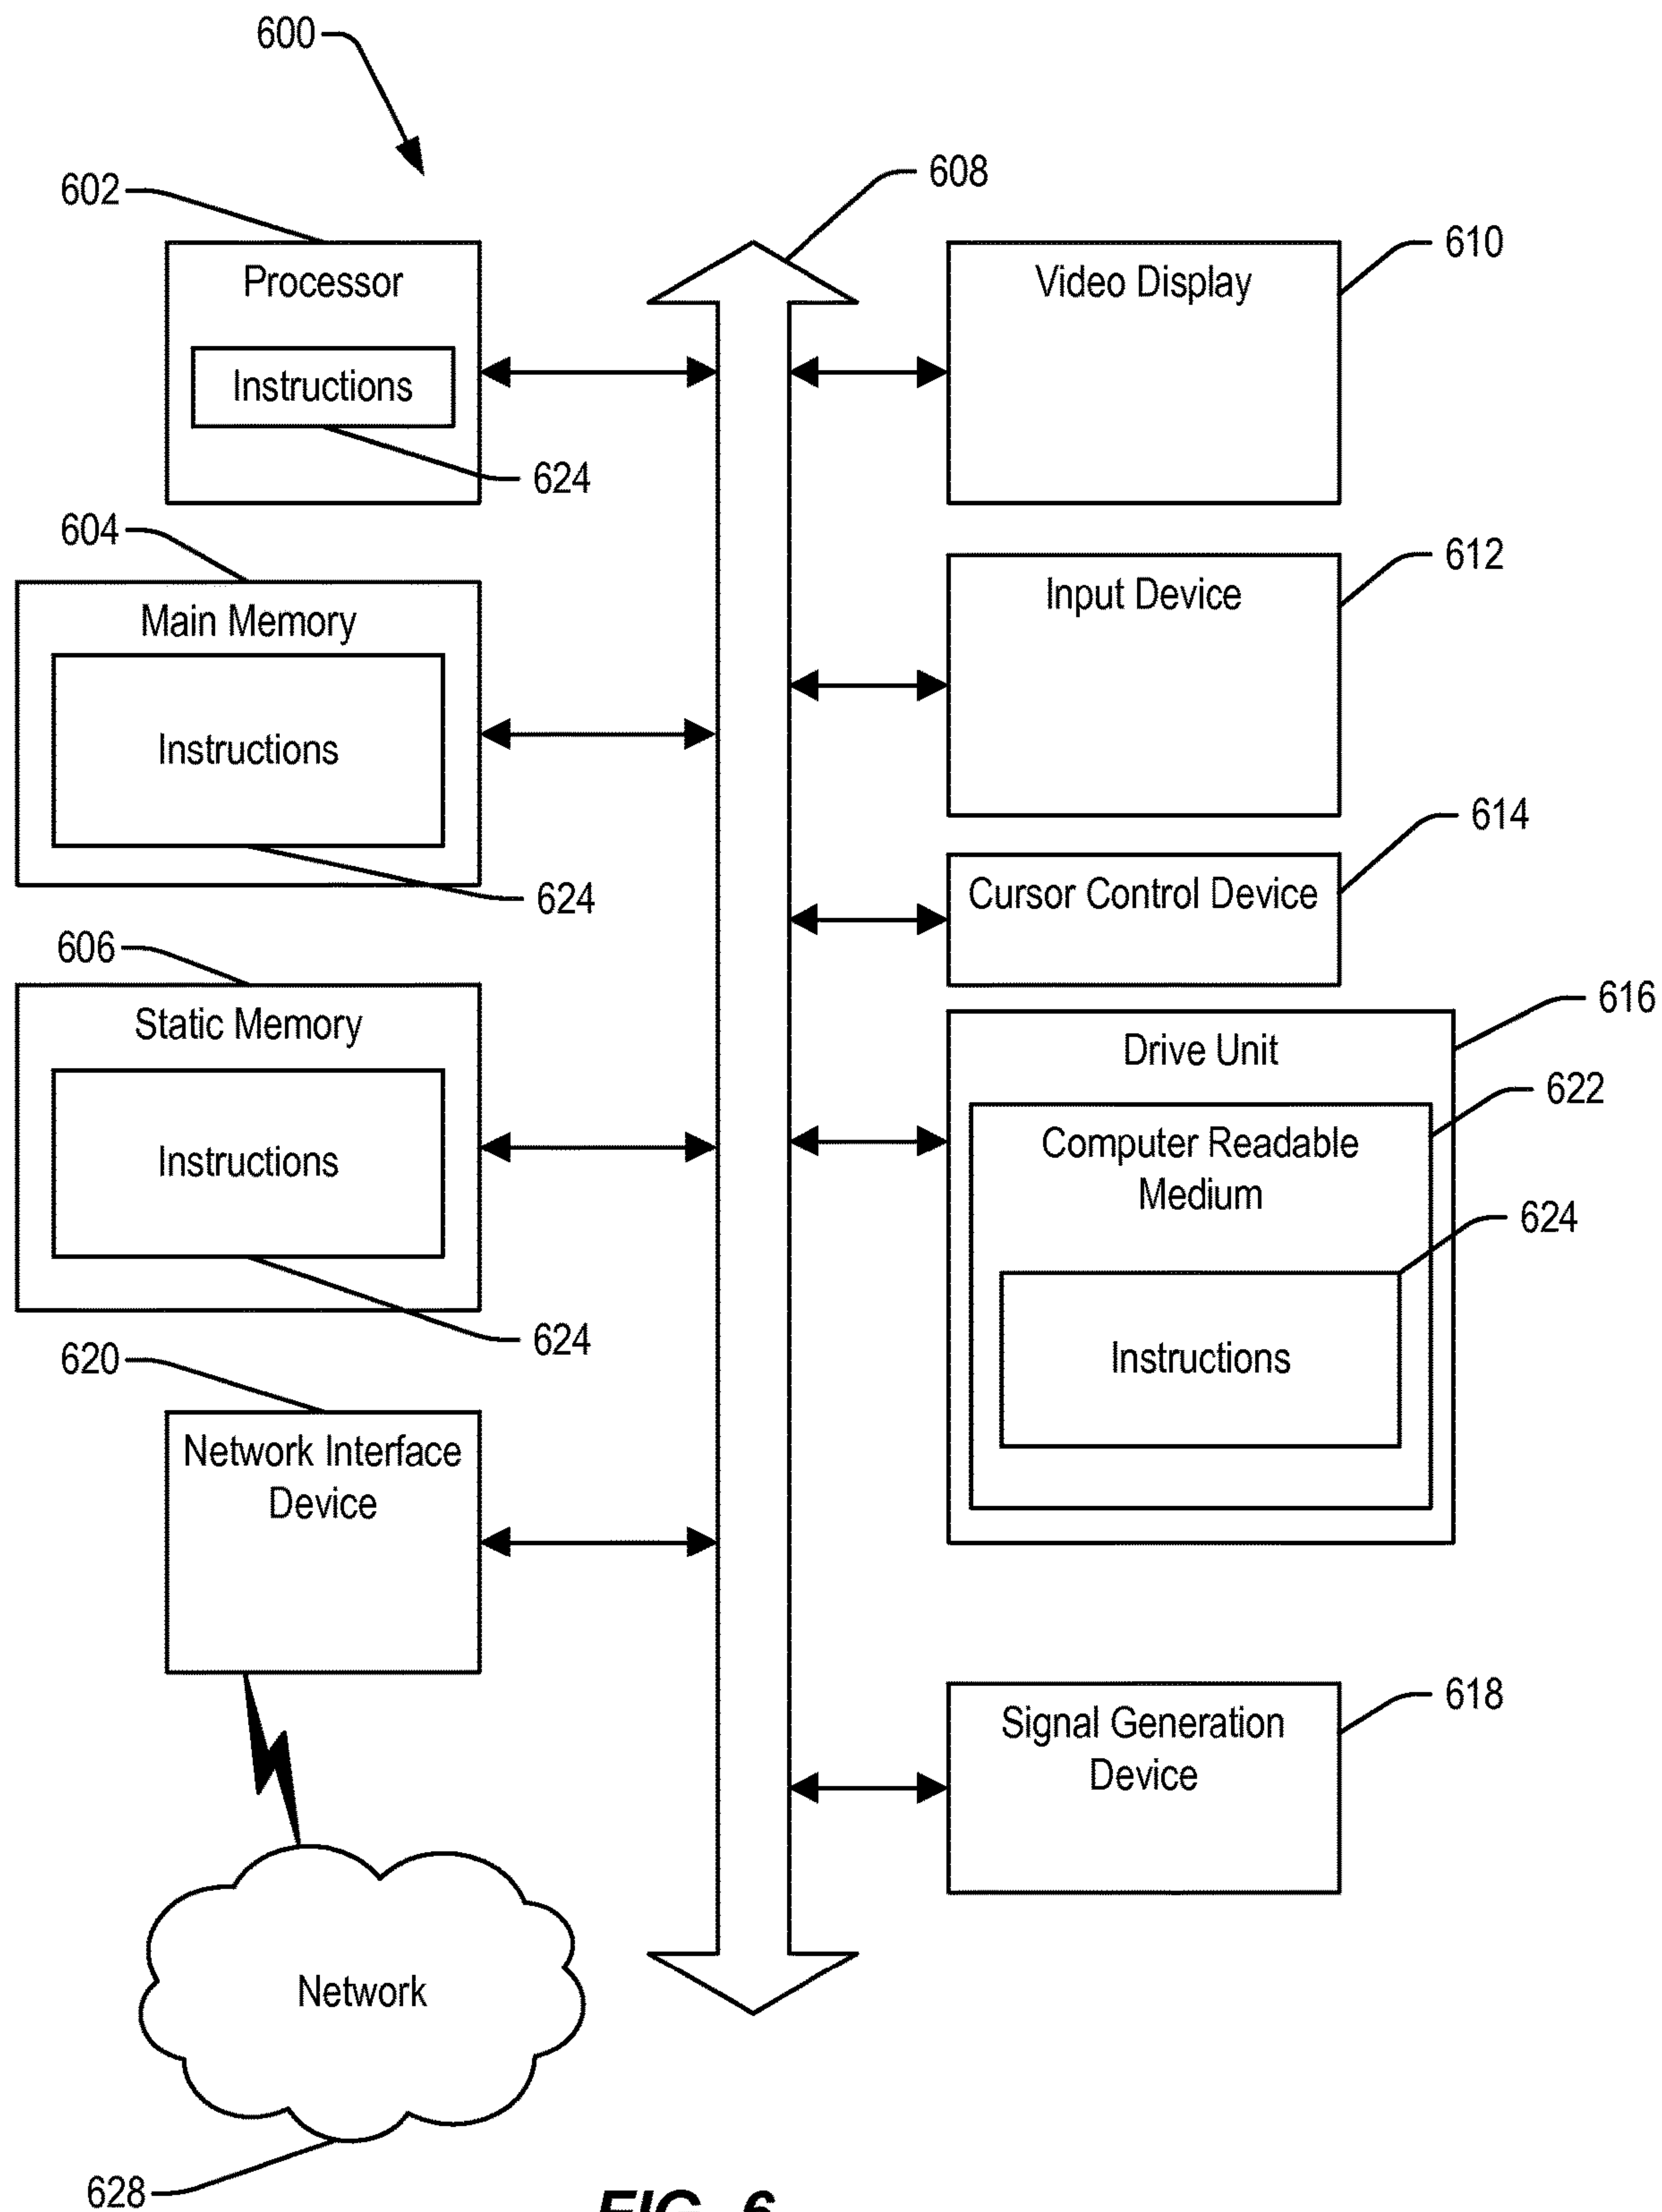 600
602
608
610
Processor
Video Display
Instructions
624
604
612
Main Memory
Input Device
Instructions
624
614
Cursor Control Device
606
616
Static Memory
Drive Unit
622
Computer Readable
Medium
Instructions
624
624
Instructions
620
Network Interface
Device
618
Signal Generation
Device
Network
628
FIG. 6